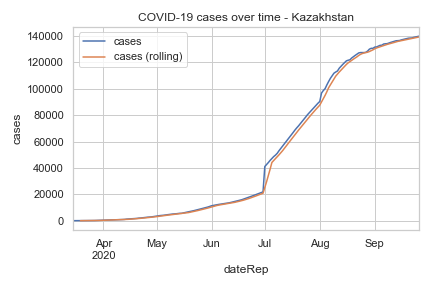 COVID-19 cases over time - Kazakhstan
cases
cases (rolling)
140000
120000
100000
80000
60000
40000
20000
0
cases
Apr May Jun Jul Aug Sep
2020
dateRep